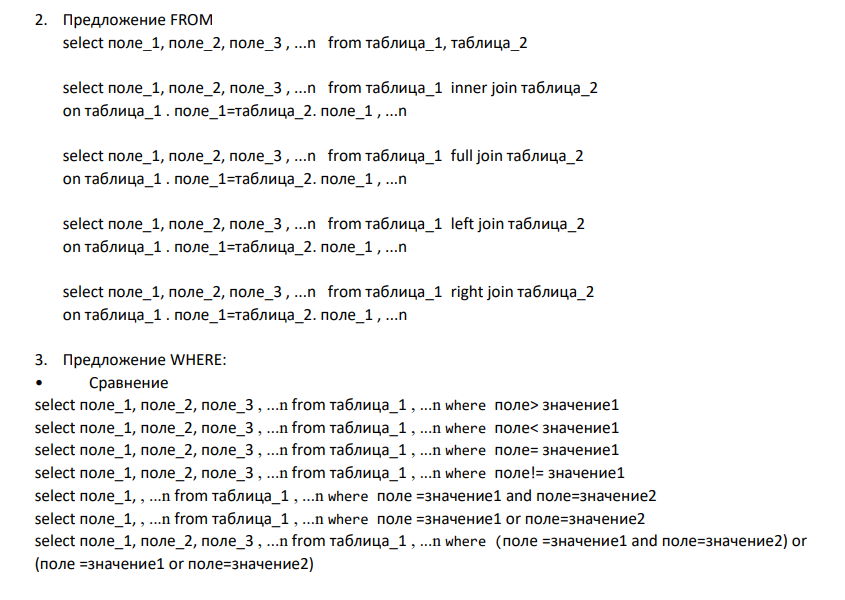 2. Предложение FROM
select поле_1, поле_2, поле_3 , ...n from таблица_1, таблица_2
select поле_1, поле_2, поле_3 , ...n from таблица_1 inner join таблица_2
on таблица_1 . поле_1=таблица_2. поле_1 , ...n
select поле_1, поле_2, поле_3 , ...n from таблица_1 full join таблица_2
on таблица_1 . поле_1=таблица_2. поле_1 , ...n
select поле_1, поле_2, поле_3 , ...n from таблица_1 left join таблица_2
on таблица_1 . поле_1=таблица_2. поле_1 , ...n
select поле_1, поле_2, поле_3 , ...n from таблица_1 right join таблица_2
on таблица_1 . поле_1=таблица_2. поле_1 , ...n
3. Предложение WHERE:
• Сравнение
select поле_1, поле_2, поле_3 , ...n from таблица_1 , ...n where поле> значение1
select поле_1, поле_2, поле_3 , ...n from таблица_1 , ...n where поле< значение1
select поле_1, поле_2, поле_3 , ...n from таблица_1 , ...n where поле= значение1
select поле_1, поле_2, поле_3 , ...n from таблица_1 , ...n where поле!= значение1
select поле_1, , ...n from таблица_1 , ...n where поле =значение1 and поле=значение2
select поле_1, , ...n from таблица_1 , ...n where поле =значение1 or поле=значение2
select поле_1, поле_2, поле_3 , ...n from таблица_1 , ...n where (поле =значение1 and поле=значение2) or
(поле =значение1 or поле=значение2)